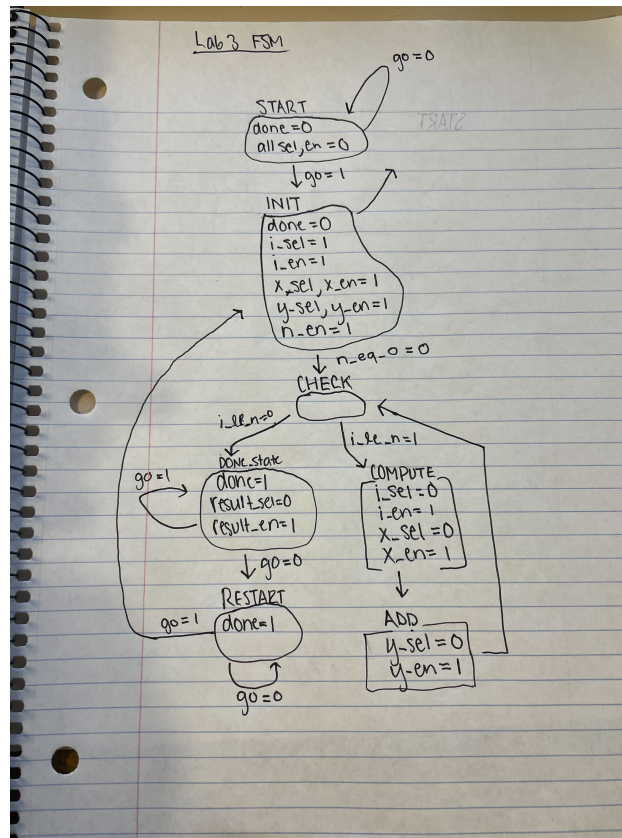 Lab 3 FSM
go=0
START
done=0
all sel, en = 0
START
go=1
INIT
done=0
i_sel=1
i_en=1
x_sel, x_en=1
y_sel, y_en=1
n_en=1
n_eq_0=0
CHECK
i_le_n=0
i_le_n=1
DONE_state
go=1
done=1
result_sel=0
result_en=1
COMPUTE
i_sel=0
i_en=1
x_sel=0
x_en=1
go=0
RESTART
go=1
done=1
go=0
ADD
y_sel=0
y_en=1